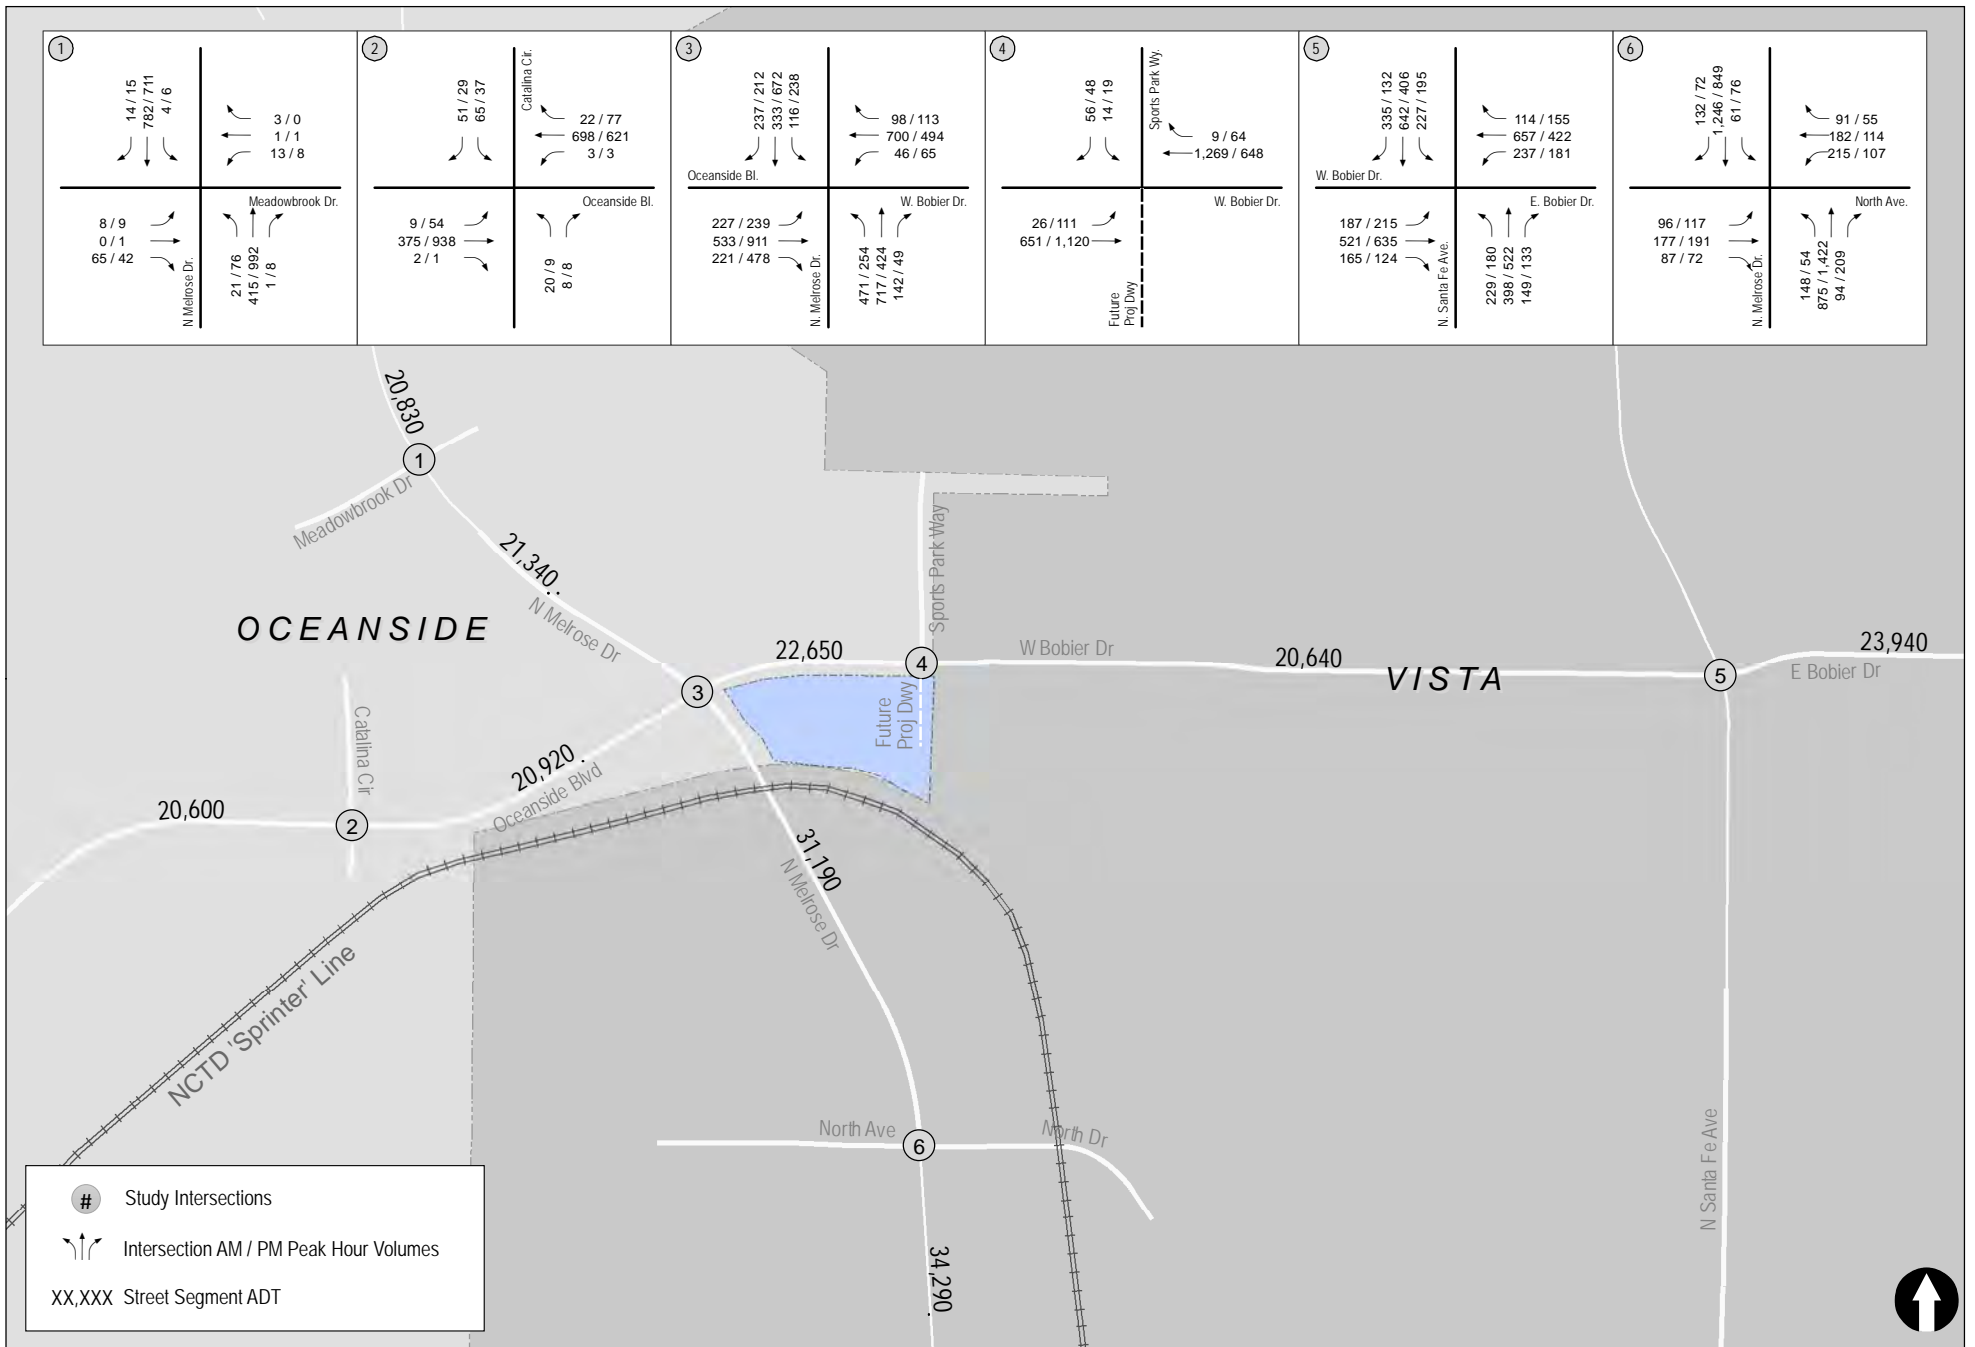 1
14 / 15
782 / 711
4 / 6
3 / 0
1 / 1
13 / 8
Meadowbrook Dr.
8 / 9
0 / 1
65 / 42
N Melrose Dr.
21 / 76
415 / 992
1 / 8
2
51 / 29
65 / 37
Catalina Cir.
22 / 77
698 / 621
3 / 3
Oceanside Bl.
9 / 54
375 / 938
2 / 1
20 / 9
8 / 8
3
237 / 212
333 / 672
116 / 238
98 / 113
700 / 494
46 / 65
Oceanside Bl.
W. Bobier Dr.
227 / 239
533 / 911
221 / 478
N. Melrose Dr.
471 / 254
717 / 424
142 / 49
4
56 / 48
14 / 19
Sports Park Wy.
9 / 64
1,269 / 648
W. Bobier Dr.
26 / 111
651 / 1,120
Future
Proj Dwy
5
335 / 132
642 / 406
227 / 195
114 / 155
657 / 422
237 / 181
W. Bobier Dr.
E. Bobier Dr.
187 / 215
521 / 635
165 / 124
N. Santa Fe Ave.
229 / 180
398 / 522
149 / 133
6
132 / 72
1,246 / 849
61 / 76
91 / 55
182 / 114
215 / 107
North Ave.
96 / 117
177 / 191
87 / 72
N. Melrose Dr.
148 / 54
875 / 1,422
94 / 209
20,830
1
Meadowbrook Dr
21,340
N Melrose Dr
OCEANSIDE
Sports Park Way
22,650
4
W Bobier Dr
20,640
VISTA
5
23,940
E Bobier Dr
3
Future
Proj Dwy
Catalina Cir
20,920
Oceanside Blvd
20,600
2
31,190
N Melrose Dr
NCTD 'Sprinter' Line
North Ave
6
North Dr
N Santa Fe Ave
34,290
# Study Intersections
Intersection AM / PM Peak Hour Volumes
XX,XXX Street Segment ADT